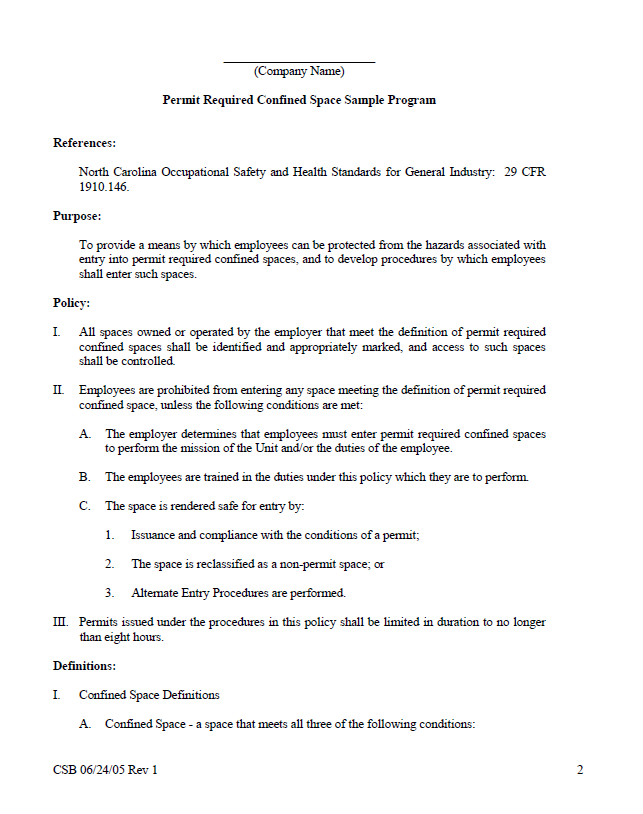 (Company Name)
Permit Required Confined Space Sample Program
References:
North Carolina Occupational Safety and Health Standards for General Industry: 29 CFR
1910.146.
Purpose:
To provide a means by which employees can be protected from the hazards associated with
entry into permit required confined spaces, and to develop procedures by which employees
shall enter such spaces.
Policy:
I. All spaces owned or operated by the employer that meet the definition of permit required
confined spaces shall be identified and appropriately marked, and access to such spaces
shall be controlled.
II. Employees are prohibited from entering any space meeting the definition of permit required
confined space, unless the following conditions are met:
A. The employer determines that employees must enter permit required confined spaces
to perform the mission of the Unit and/or the duties of the employee.
B. The employees are trained in the duties under this policy which they are to perform.
C. The space is rendered safe for entry by:
1. Issuance and compliance with the conditions of a permit;
2. The space is reclassified as a non-permit space; or
3. Alternate Entry Procedures are performed.
III. Permits issued under the procedures in this policy shall be limited in duration to no longer
than eight hours.
Definitions:
I. Confined Space Definitions
A. Confined Space - a space that meets all three of the following conditions:
CSB 06/24/05 Rev 1 2